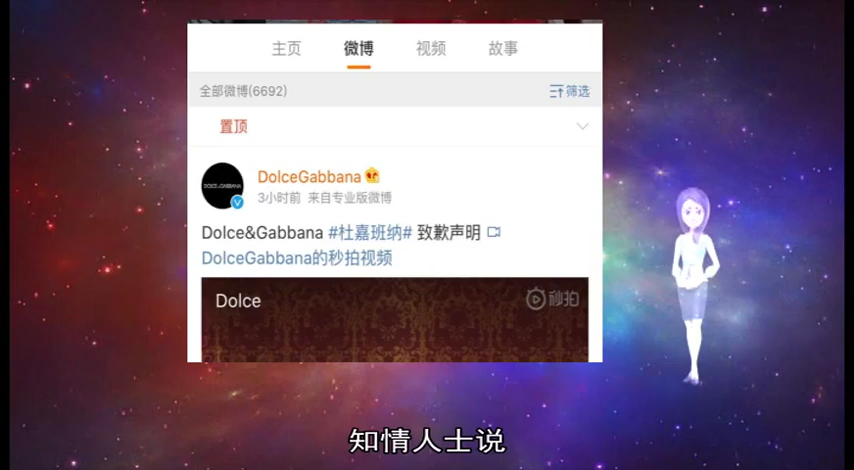 主页 微博 视频 故事
全部微博(6692) 筛选
置顶
DolceGabbana
DOLCE & GABBANA
3小时前 来自专业版微博
Dolce&Gabbana #杜嘉班纳# 致歉声明
DolceGabbana的秒拍视频
Dolce 秒拍
知情人士说